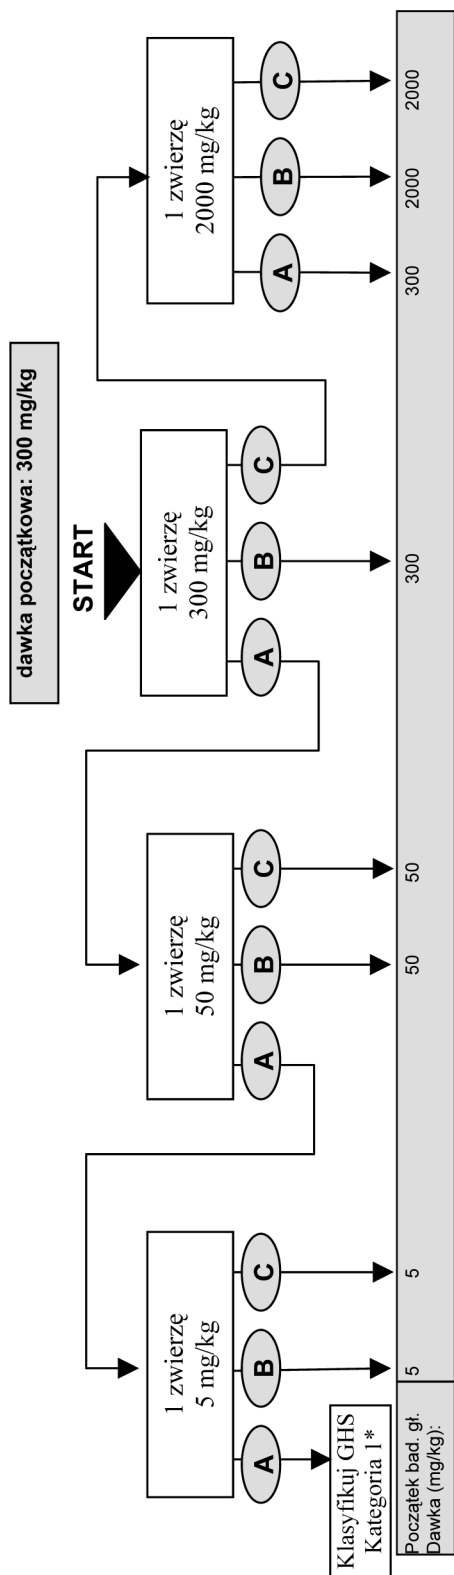 dawka początkowa: 300 mg/kg
START
1 zwierzę
5 mg/kg
1 zwierzę
50 mg/kg
1 zwierzę
300 mg/kg
1 zwierzę
2000 mg/kg
A
B
C
A
B
C
A
B
C
A
B
C
Klasyfikuj GHS
Kategoria 1*
Początek bad. gł.
Dawka (mg/kg):
5
5
50
50
300
300
2000
2000